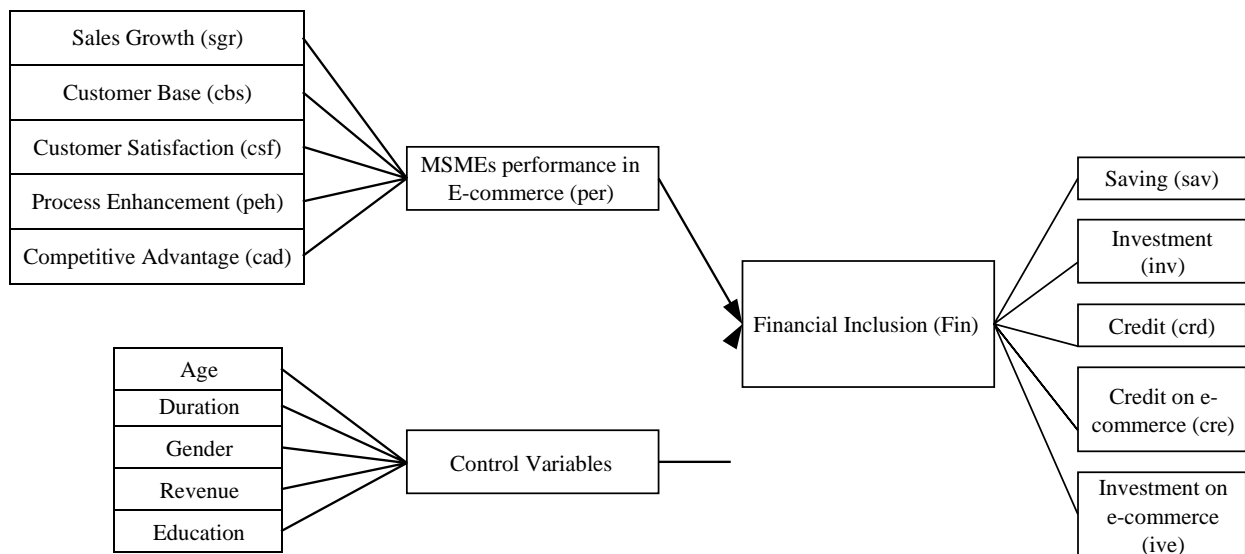 Sales Growth (sgr)
Customer Base (cbs)
Customer Satisfaction (csf)
Process Enhancement (peh)
Competitive Advantage (cad)
MSMEs performance in
E-commerce (per)
Age
Duration
Gender
Revenue
Education
Control Variables
Financial Inclusion (Fin)
Saving (sav)
Investment
(inv)
Credit (crd)
Credit on e-
commerce (cre)
Investment on
e-commerce
(ive)